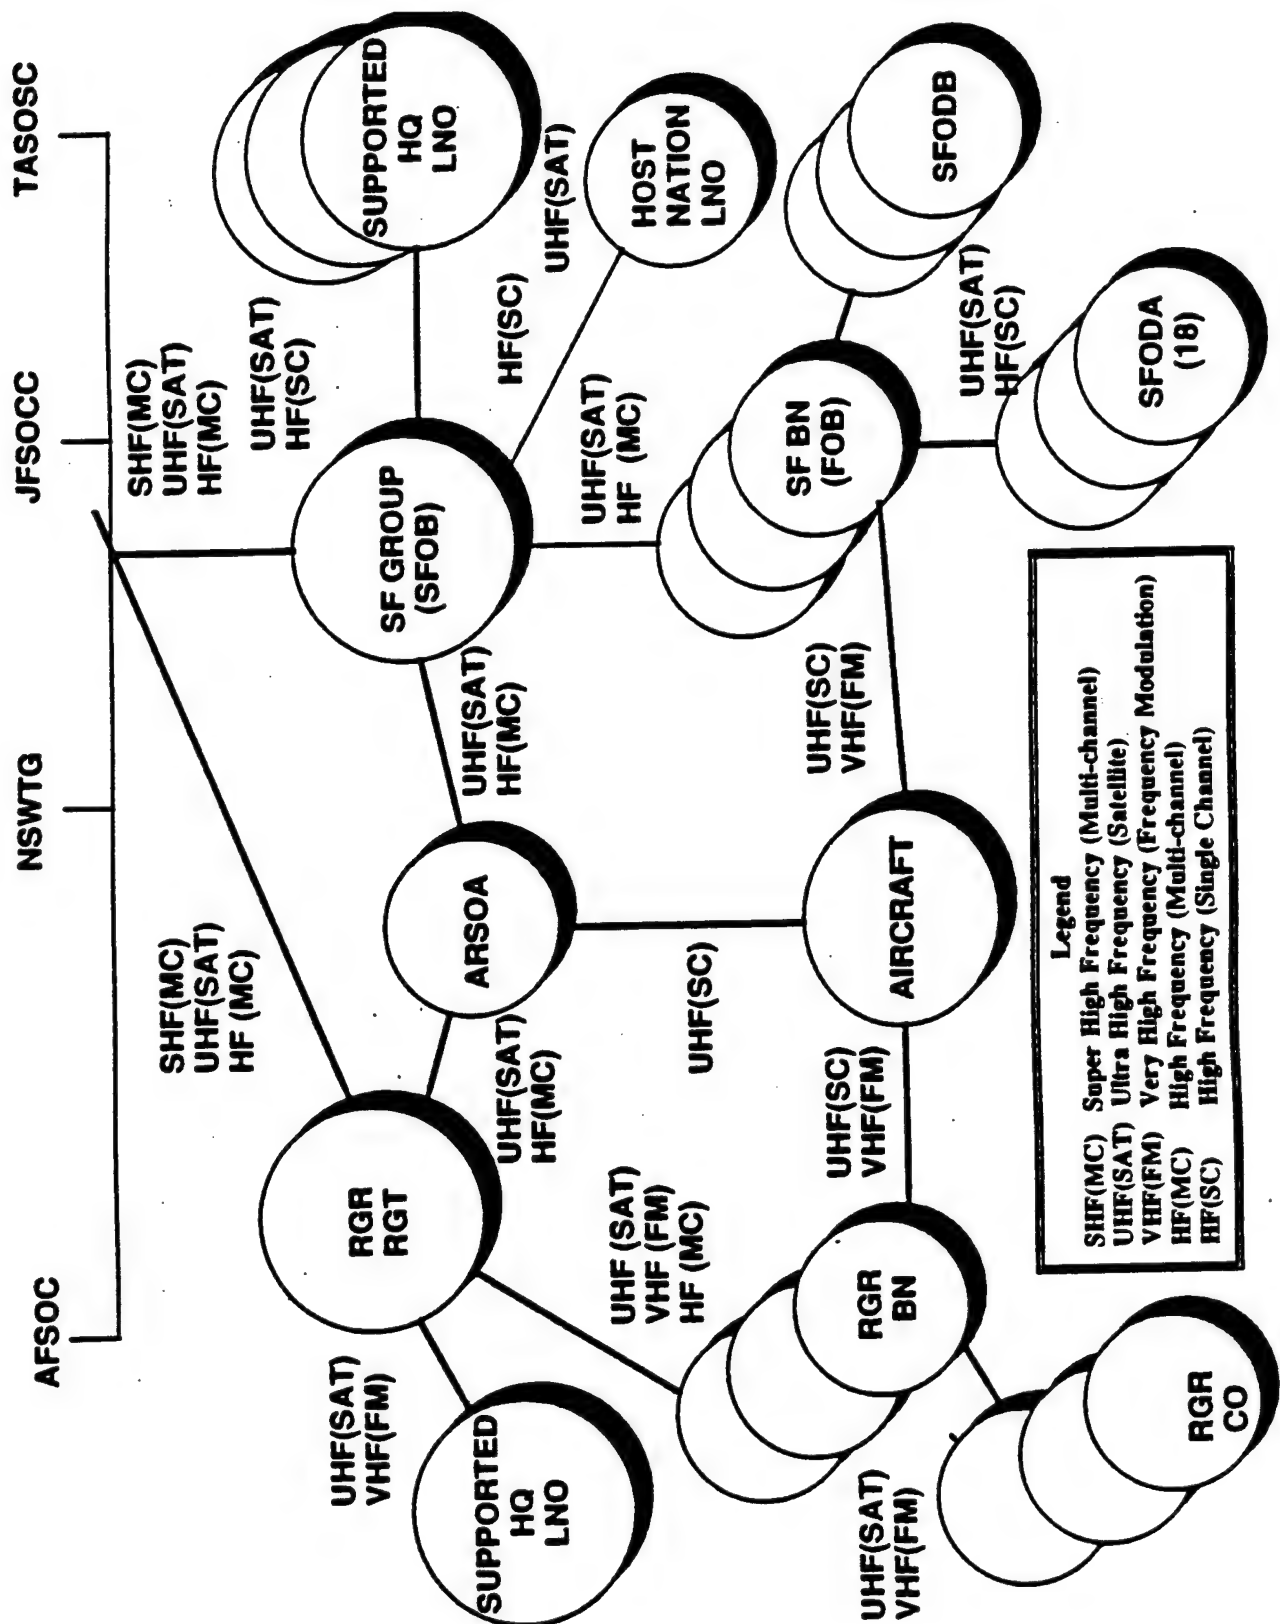 AFSOC
NSWTG
JFSOCC
TASOSC
SHF(MC)
UHF(SAT)
HF (MC)
SHF(MC)
UHF(SAT)
HF(MC)
UHF(SAT)
HF(SC)
SUPPORTED
HQ
LNO
UHF(SAT)
VHF(FM)
SUPPORTED
HQ
LNO
RGR
RGT
UHF(SAT)
HF(MC)
ARSOA
UHF(SAT)
HF(MC)
SF GROUP
(SFOB)
HF(SC)
UHF(SAT)
HOST
NATION
LNO
UHF (SAT)
VHF (FM)
HF (MC)
UHF(SC)
UHF(SAT)
HF (MC)
RGR
BN
UHF(SC)
VHF(FM)
AIRCRAFT
UHF(SC)
VHF(FM)
SF BN
(FOB)
SFODB
UHF(SAT)
HF(SC)
UHF(SAT)
VHF(FM)
RGR
CO
SFODA
(18)
Legend
SHF(MC) Super High Frequency (Multi-channel)
UHF(SAT) Ultra High Frequency (Satellite)
VHF(FM) Very High Frequency (Frequency Modulation)
HF(MC) High Frequency (Multi-channel)
HF(SC) High Frequency (Single Channel)